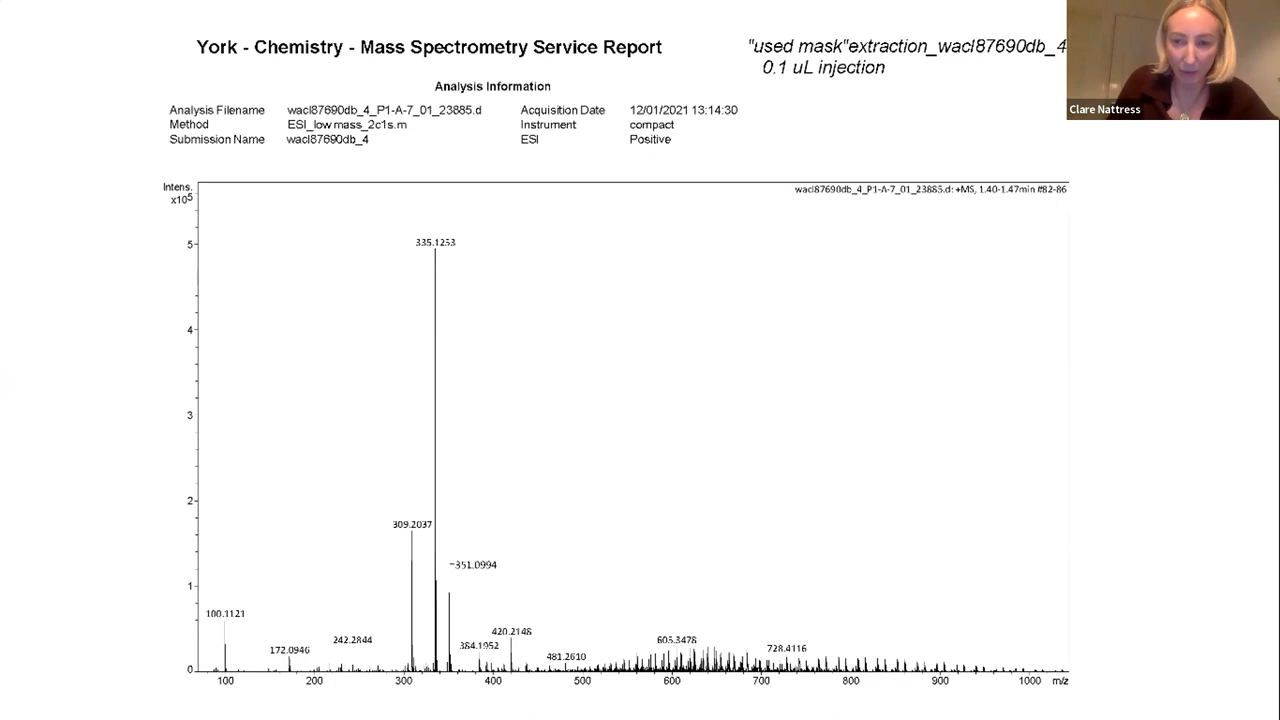 York - Chemistry - Mass Spectrometry Service Report
"used mask"extraction_wacl87690db_4
0.1 uL injection
Clare Nattress
Analysis Information
Analysis Filename wacl87690db_4_P1-A-7_01_23885.d Acquisition Date 12/01/2021 13:14:30
Method ESI_low mass_2c1s.m Instrument compact
Submission Name wacl87690db_4 ESI Positive
Intens.
x10^5
wacl87690db_4_P1-A-7_01_23885.d: +MS, 1.40-1.47min #82-86
335.1253
5
4
3
2
309.2037
351.0994
1
100.1121
420.2148
172.0946
242.2844
384.1952
605.3478
481.2610
728.4116
0
100 200 300 400 500 600 700 800 900 1000 m/z